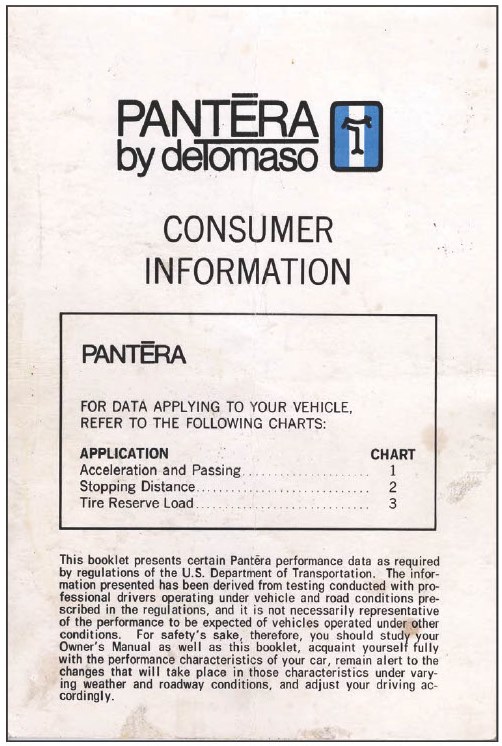 PANTĒRA
by deTomaso
CONSUMER
INFORMATION
PANTĒRA
FOR DATA APPLYING TO YOUR VEHICLE,
REFER TO THE FOLLOWING CHARTS:
APPLICATION CHART
Acceleration and Passing.................... 1
Stopping Distance........................... 2
Tire Reserve Load........................... 3
This booklet presents certain Pantēra performance data as required
by regulations of the U.S. Department of Transportation. The infor-
mation presented has been derived from testing conducted with pro-
fessional drivers operating under vehicle and road conditions pre-
scribed in the regulations, and it is not necessarily representative
of the performance to be expected of vehicles operated under other
conditions. For safety's sake, therefore, you should study your
Owner's Manual as well as this booklet, acquaint yourself fully
with the performance characteristics of your car, remain alert to the
changes that will take place in those characteristics under vary-
ing weather and roadway conditions, and adjust your driving ac-
cordingly.